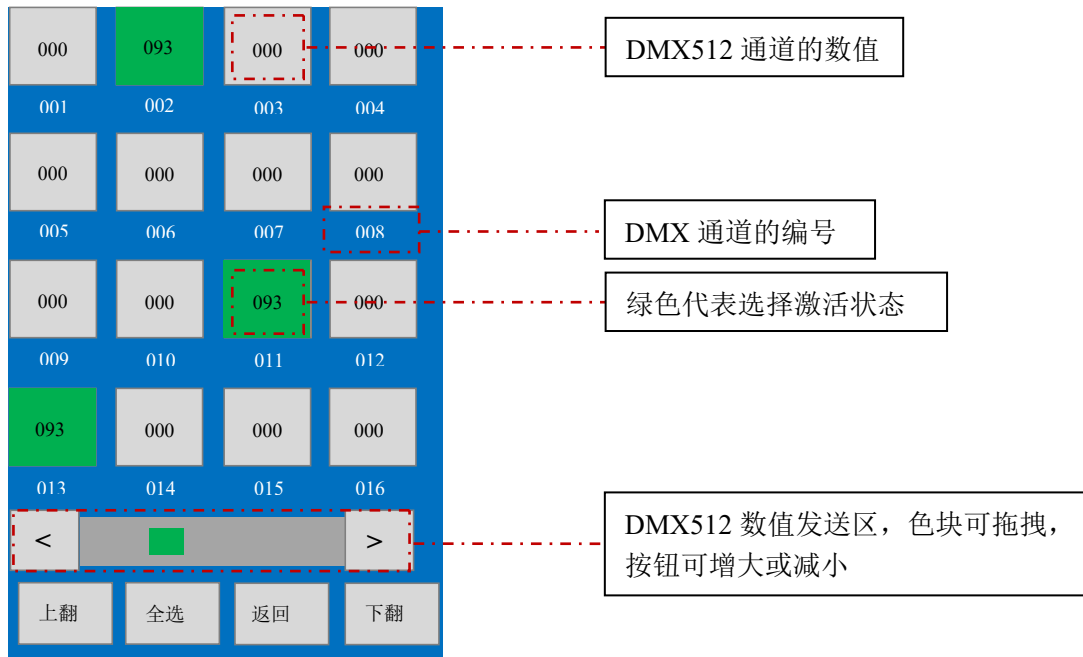 000 093 000 000
DMX512 通道的数值
001 002 003 004
000 000 000 000
005 006 007 008
DMX 通道的编号
000 000 093 000
绿色代表选择激活状态
009 010 011 012
093 000 000 000
013 014 015 016
DMX512 数值发送区，色块可拖拽，
按钮可增大或减小
< >
上翻 全选 返回 下翻